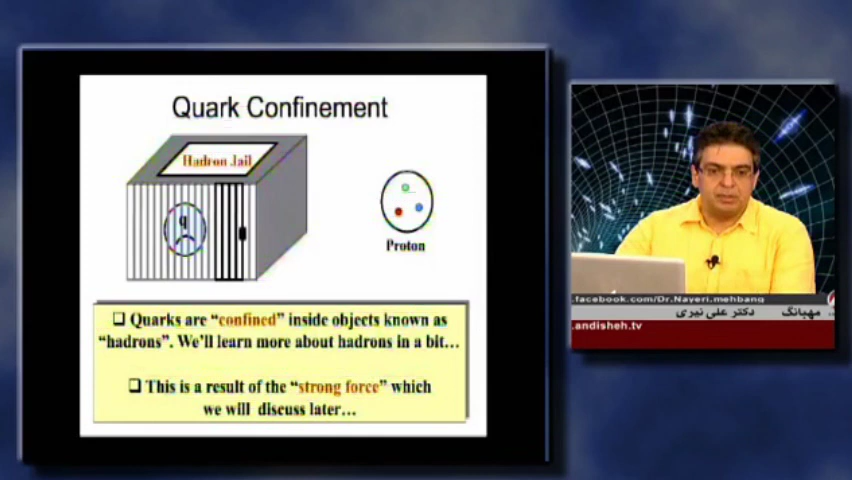 Quark Confinement
Hadron Jail
q
Proton
❑ Quarks are “confined” inside objects known as
“hadrons”. We’ll learn more about hadrons in a bit…
❑ This is a result of the “strong force” which
we will discuss later…
.facebook.com/Dr.Nayeri.mehbang
مهبانگ دکتر علی نیری
.andisheh.tv